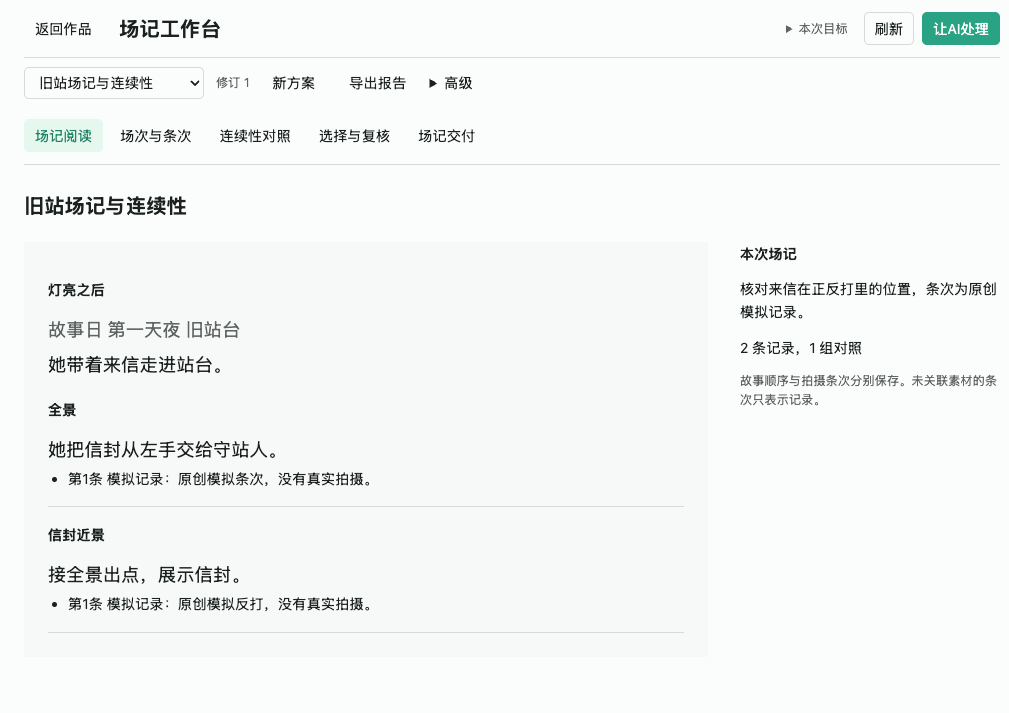 返回作品 场记工作台 ▶ 本次目标 刷新 让AI处理
旧站场记与连续性 修订 1 新方案 导出报告 ▶ 高级
场记阅读 场次与条次 连续性对照 选择与复核 场记交付
旧站场记与连续性
灯亮之后
故事日 第一天夜 旧站台
她带着来信走进站台。
全景
她把信封从左手交给守站人。
• 第1条 模拟记录：原创模拟条次，没有真实拍摄。
信封近景
接全景出点，展示信封。
• 第1条 模拟记录：原创模拟反打，没有真实拍摄。
本次场记
核对来信在正反打里的位置，条次为原创
模拟记录。
2 条记录，1 组对照
故事顺序与拍摄条次分别保存。未关联素材的条
次只表示记录。